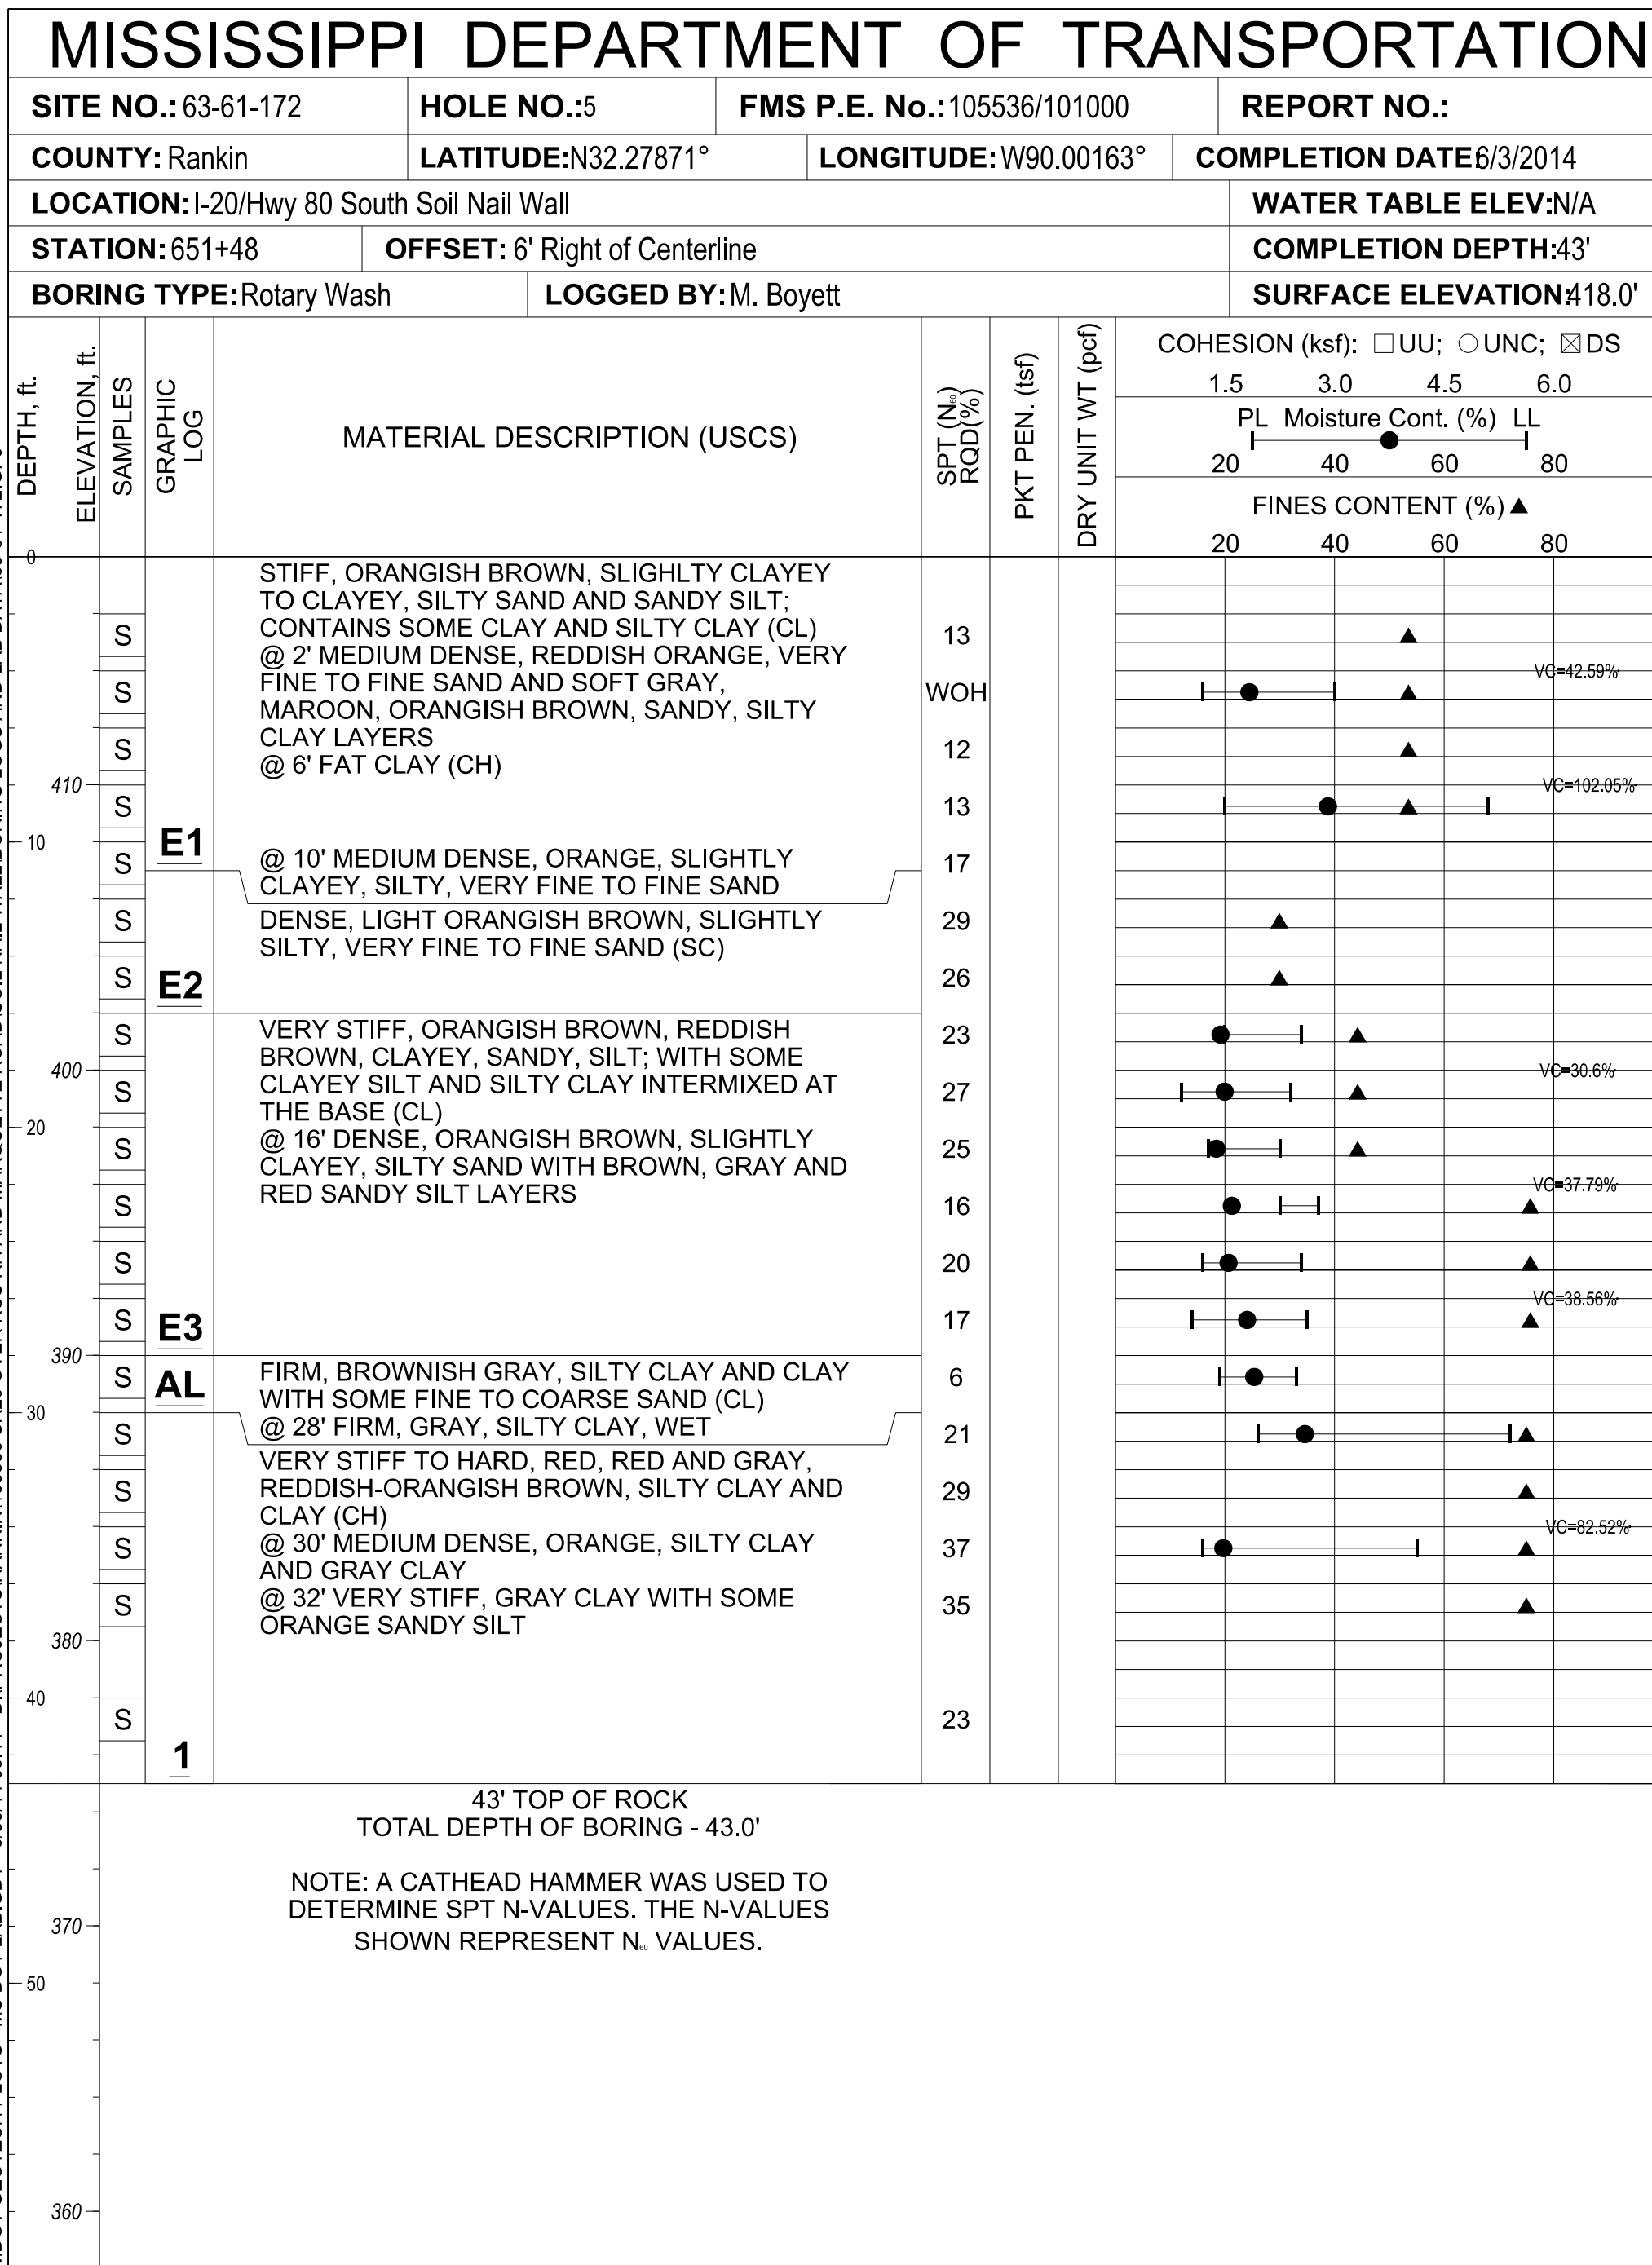 MISSISSIPPI DEPARTMENT OF TRANSPORTATION
SITE NO.: 63-61-172 HOLE NO.:5 FMS P.E. No.:105536/101000 REPORT NO.:
COUNTY: Rankin LATITUDE:N32.27871° LONGITUDE: W90.00163° COMPLETION DATE6/3/2014
LOCATION: I-20/Hwy 80 South Soil Nail Wall WATER TABLE ELEV:N/A
STATION: 651+48 OFFSET: 6' Right of Centerline COMPLETION DEPTH:43'
BORING TYPE: Rotary Wash LOGGED BY: M. Boyett SURFACE ELEVATION:418.0'
DEPTH, ft.
ELEVATION, ft.
SAMPLES
GRAPHIC LOG
MATERIAL DESCRIPTION (USCS)
SPT (N60)
RQD(%)
PKT PEN. (tsf)
DRY UNIT WT (pcf)
COHESION (ksf): UU; UNC; DS
1.5 3.0 4.5 6.0
PL Moisture Cont. (%) LL
20 40 60 80
FINES CONTENT (%)
20 40 60 80
0
STIFF, ORANGISH BROWN, SLIGHLTY CLAYEY
TO CLAYEY, SILTY SAND AND SANDY SILT;
S CONTAINS SOME CLAY AND SILTY CLAY (CL) 13
@ 2' MEDIUM DENSE, REDDISH ORANGE, VERY
VC=42.59%
S FINE TO FINE SAND AND SOFT GRAY, WOH
MAROON, ORANGISH BROWN, SANDY, SILTY
S CLAY LAYERS 12
@ 6' FAT CLAY (CH)
410 VC=102.05%
S 13
10 E1
S @ 10' MEDIUM DENSE, ORANGE, SLIGHTLY 17
CLAYEY, SILTY, VERY FINE TO FINE SAND
S DENSE, LIGHT ORANGISH BROWN, SLIGHTLY 29
SILTY, VERY FINE TO FINE SAND (SC)
S E2 26
S VERY STIFF, ORANGISH BROWN, REDDISH 23
BROWN, CLAYEY, SANDY, SILT; WITH SOME
400 VC=30.6%
S CLAYEY SILT AND SILTY CLAY INTERMIXED AT 27
THE BASE (CL)
20
S @ 16' DENSE, ORANGISH BROWN, SLIGHTLY 25
CLAYEY, SILTY SAND WITH BROWN, GRAY AND
RED SANDY SILT LAYERS VC=37.79%
S 16
S 20
VC=38.56%
S E3 17
390
S AL FIRM, BROWNISH GRAY, SILTY CLAY AND CLAY 6
WITH SOME FINE TO COARSE SAND (CL)
30
S @ 28' FIRM, GRAY, SILTY CLAY, WET 21
VERY STIFF TO HARD, RED, RED AND GRAY,
S REDDISH-ORANGISH BROWN, SILTY CLAY AND 29
CLAY (CH)
VC=82.52%
S @ 30' MEDIUM DENSE, ORANGE, SILTY CLAY 37
AND GRAY CLAY
S @ 32' VERY STIFF, GRAY CLAY WITH SOME 35
ORANGE SANDY SILT
380
40
S 23
1
43' TOP OF ROCK
TOTAL DEPTH OF BORING - 43.0'
NOTE: A CATHEAD HAMMER WAS USED TO
DETERMINE SPT N-VALUES. THE N-VALUES
370
SHOWN REPRESENT N60 VALUES.
50
360